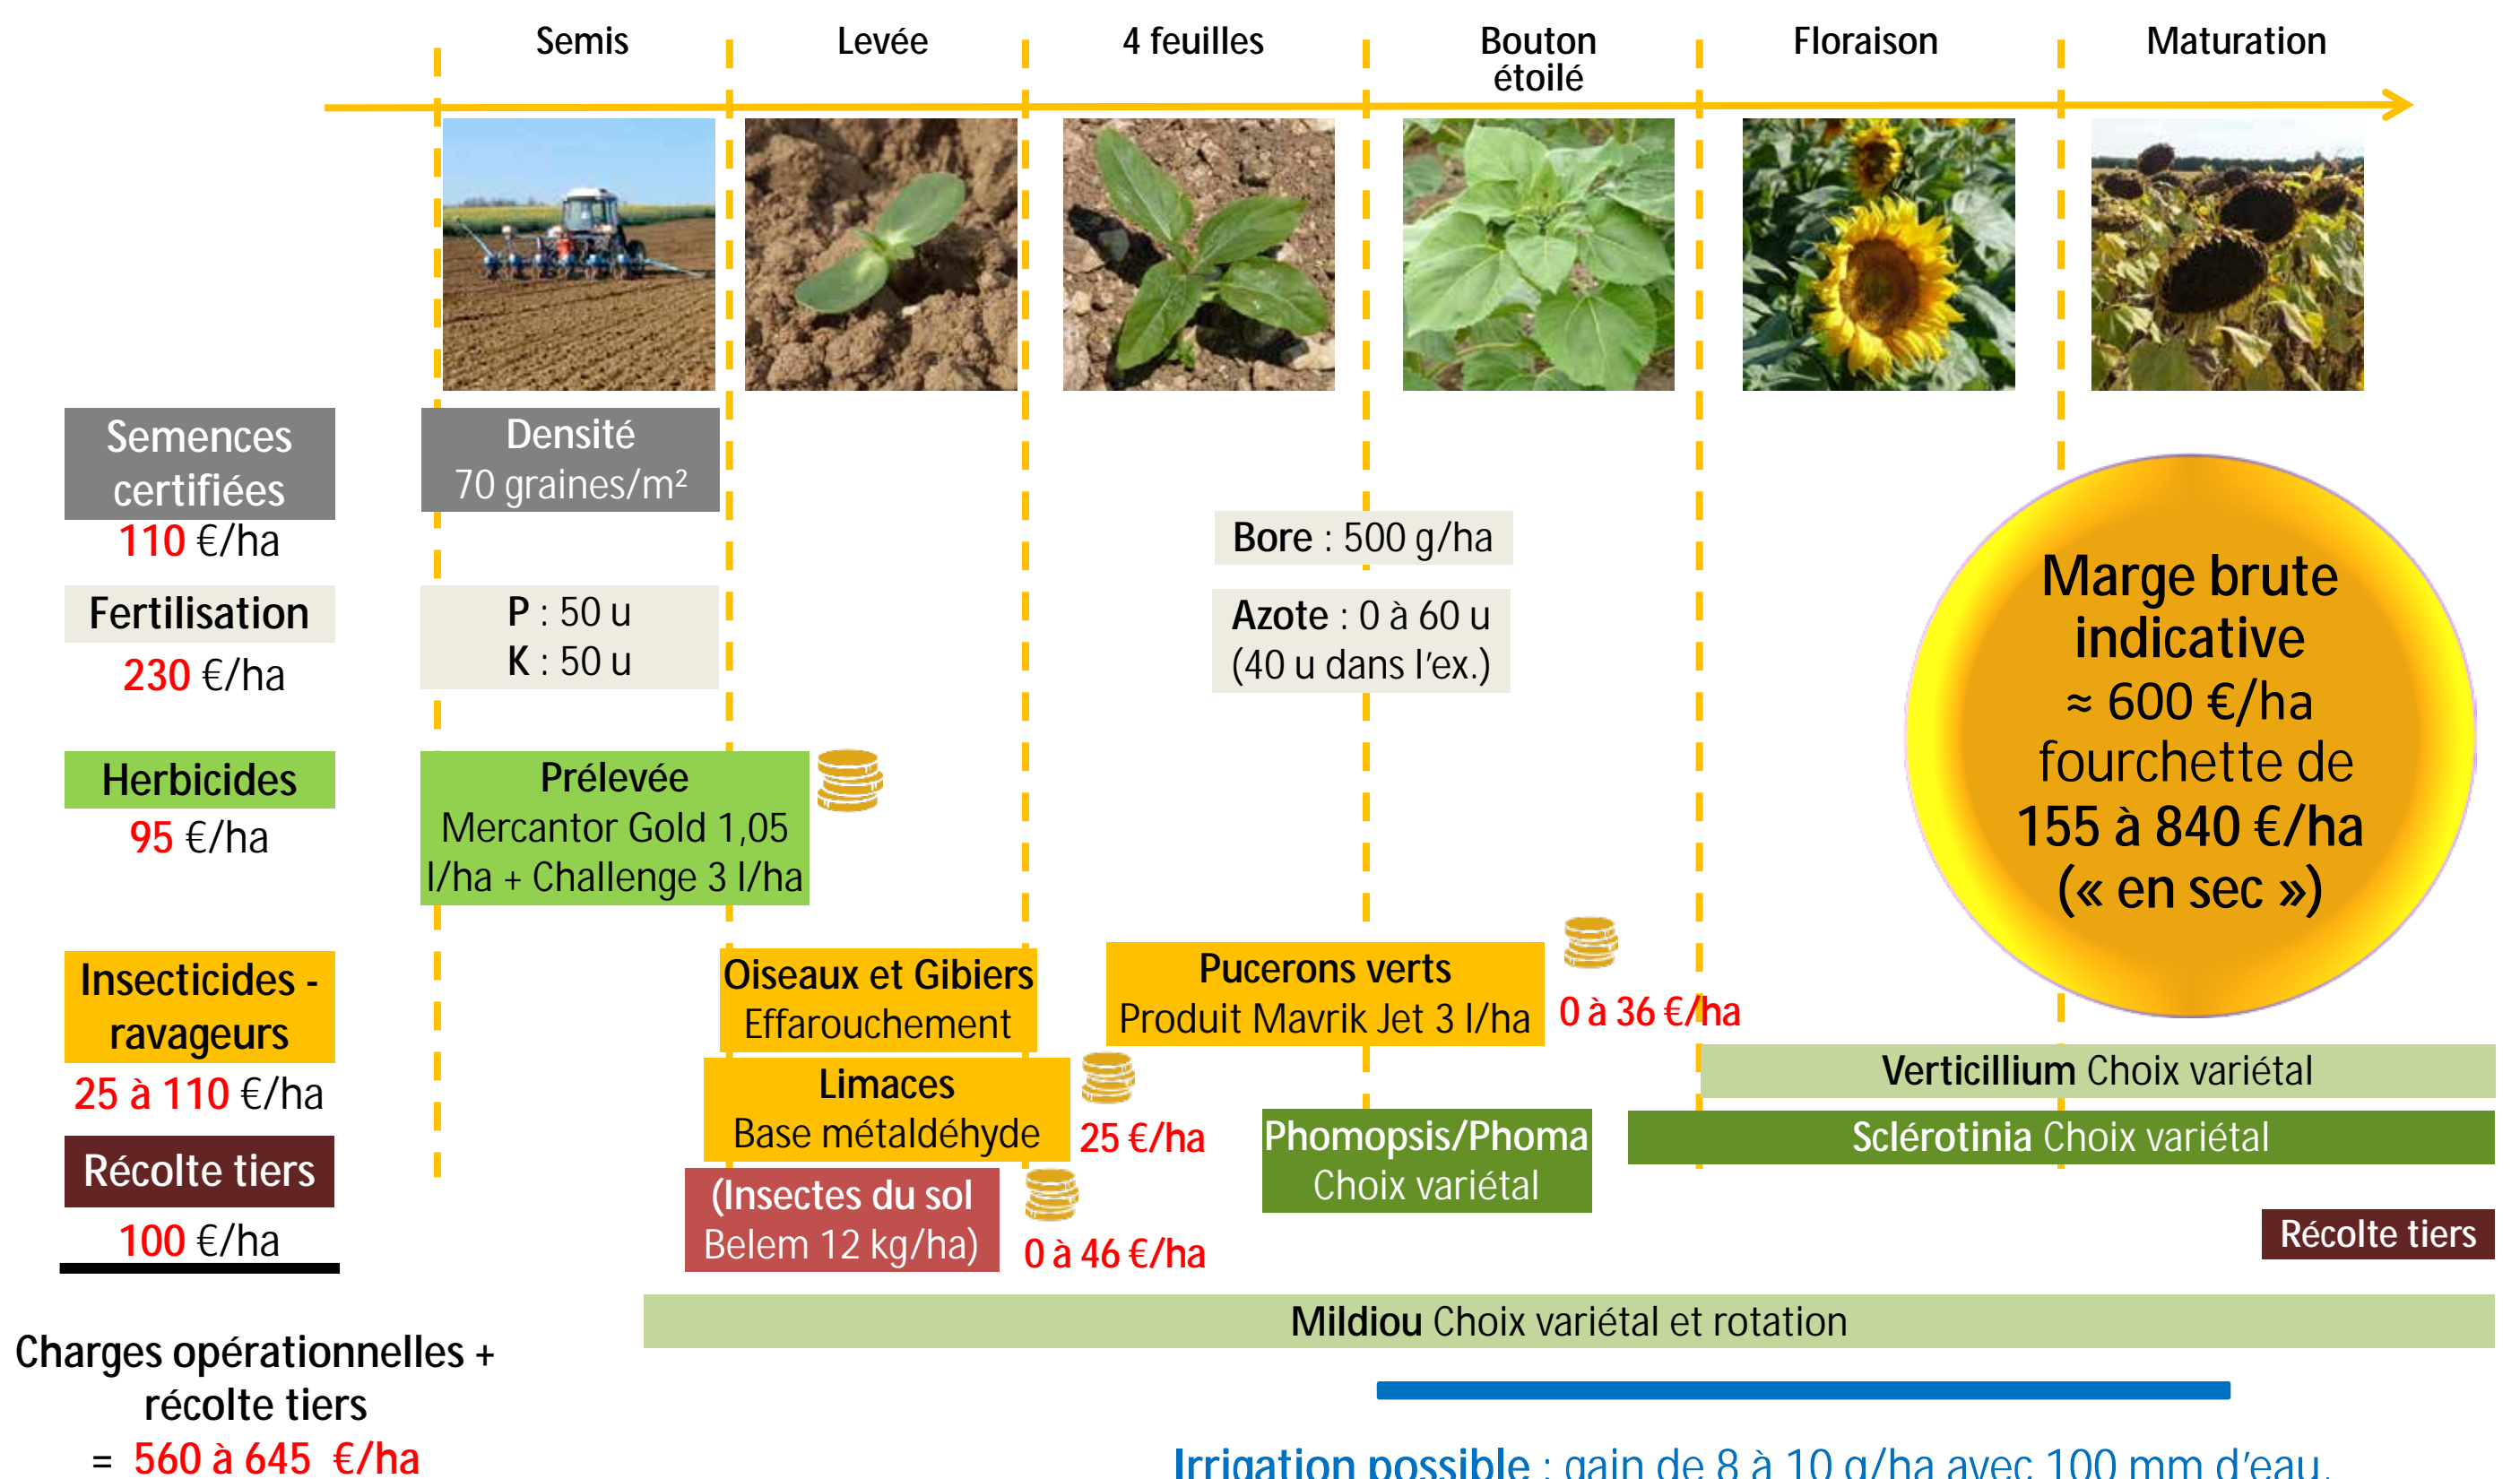 Semis
Levée
4 feuilles
Bouton
étoilé
Floraison
Maturation
Semences
certifiées
110 €/ha
Densité
70 graines/m²
Bore : 500 g/ha
Fertilisation
230 €/ha
P : 50 u
K : 50 u
Azote : 0 à 60 u
(40 u dans l'ex.)
Marge brute
indicative
≈ 600 €/ha
fourchette de
155 à 840 €/ha
(« en sec »)
Herbicides
95 €/ha
Prélevée
Mercantor Gold 1,05
l/ha + Challenge 3 l/ha
Insecticides -
ravageurs
25 à 110 €/ha
Oiseaux et Gibiers
Effarouchement
Pucerons verts
Produit Mavrik Jet 3 l/ha
0 à 36 €/ha
Limaces
Base métaldéhyde
25 €/ha
Verticillium Choix variétal
Phomopsis/Phoma
Choix variétal
Sclérotinia Choix variétal
Récolte tiers
100 €/ha
(Insectes du sol
Belem 12 kg/ha)
0 à 46 €/ha
Récolte tiers
Mildiou Choix variétal et rotation
Charges opérationnelles +
récolte tiers
= 560 à 645 €/ha
Irrigation possible : gain de 8 à 10 q/ha avec 100 mm d'eau.